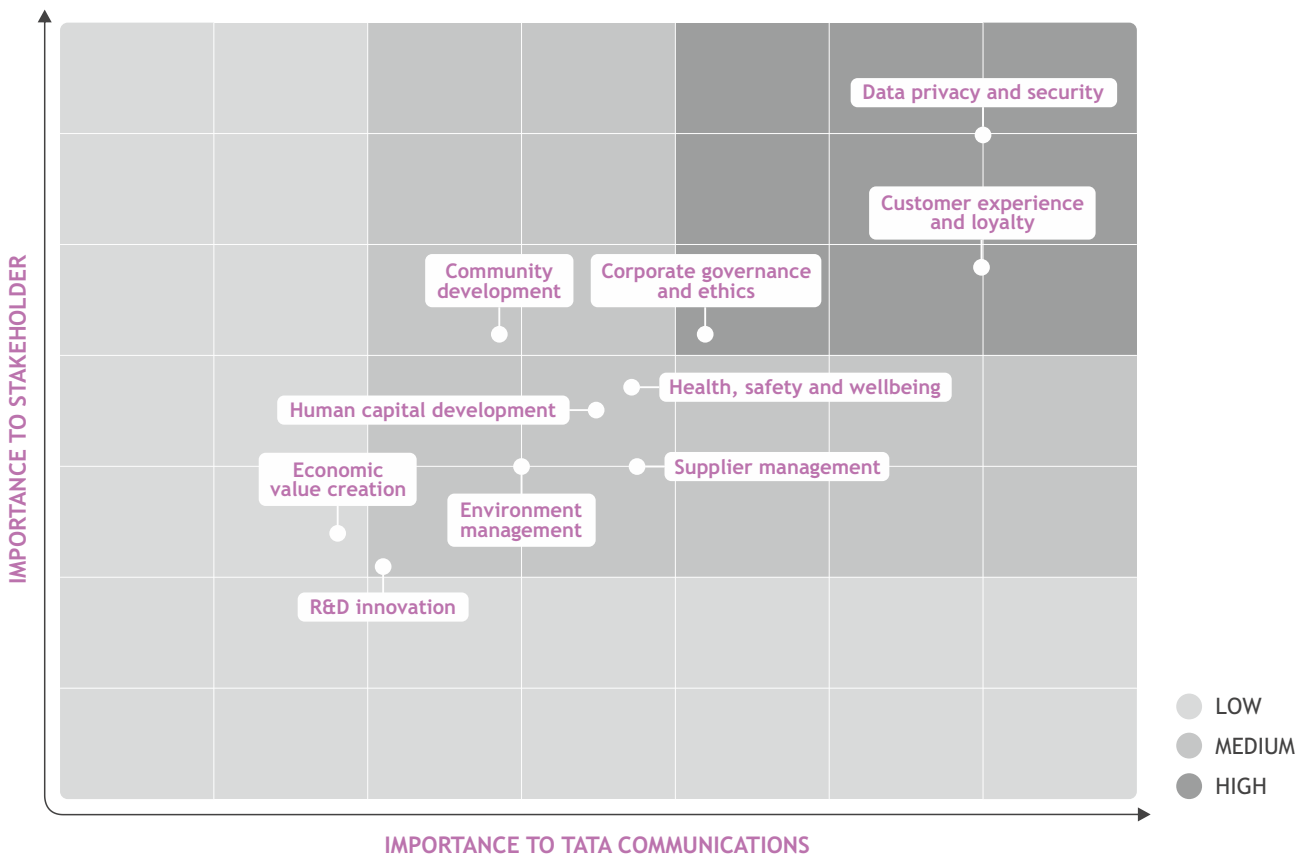 IMPORTANCE TO STAKEHOLDER
Data privacy and security
Customer experience
and loyalty
Community
development
Corporate governance
and ethics
Health, safety and wellbeing
Human capital development
Economic
value creation
Supplier management
Environment
management
R&D innovation
LOW
MEDIUM
HIGH
IMPORTANCE TO TATA COMMUNICATIONS